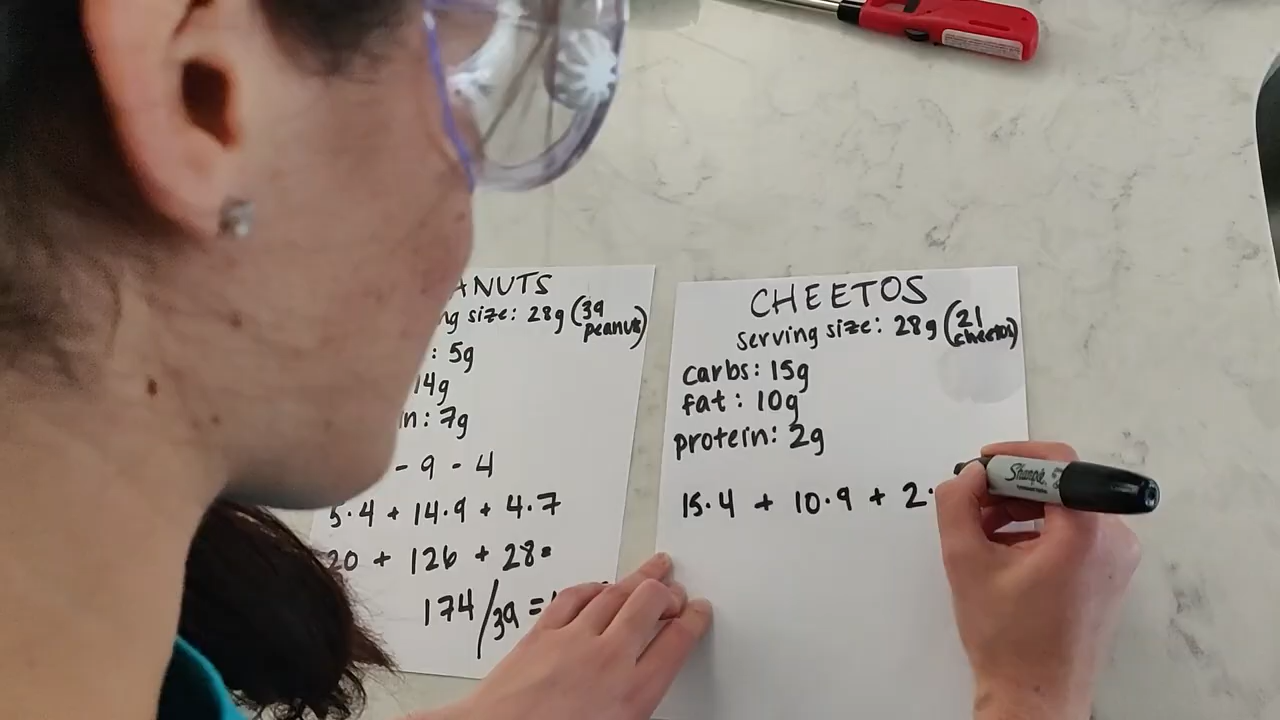 ANUTS
ng size: 28g (39
peanuts)
: 5g
14g
in: 7g
- 9 - 4
5·4 + 14·9 + 4·7
20 + 126 + 28=
174/39 =
CHEETOS
serving size: 28g (21
cheetos)
carbs: 15g
fat: 10g
protein: 2g
15·4 + 10·9 + 2·
Sharpie